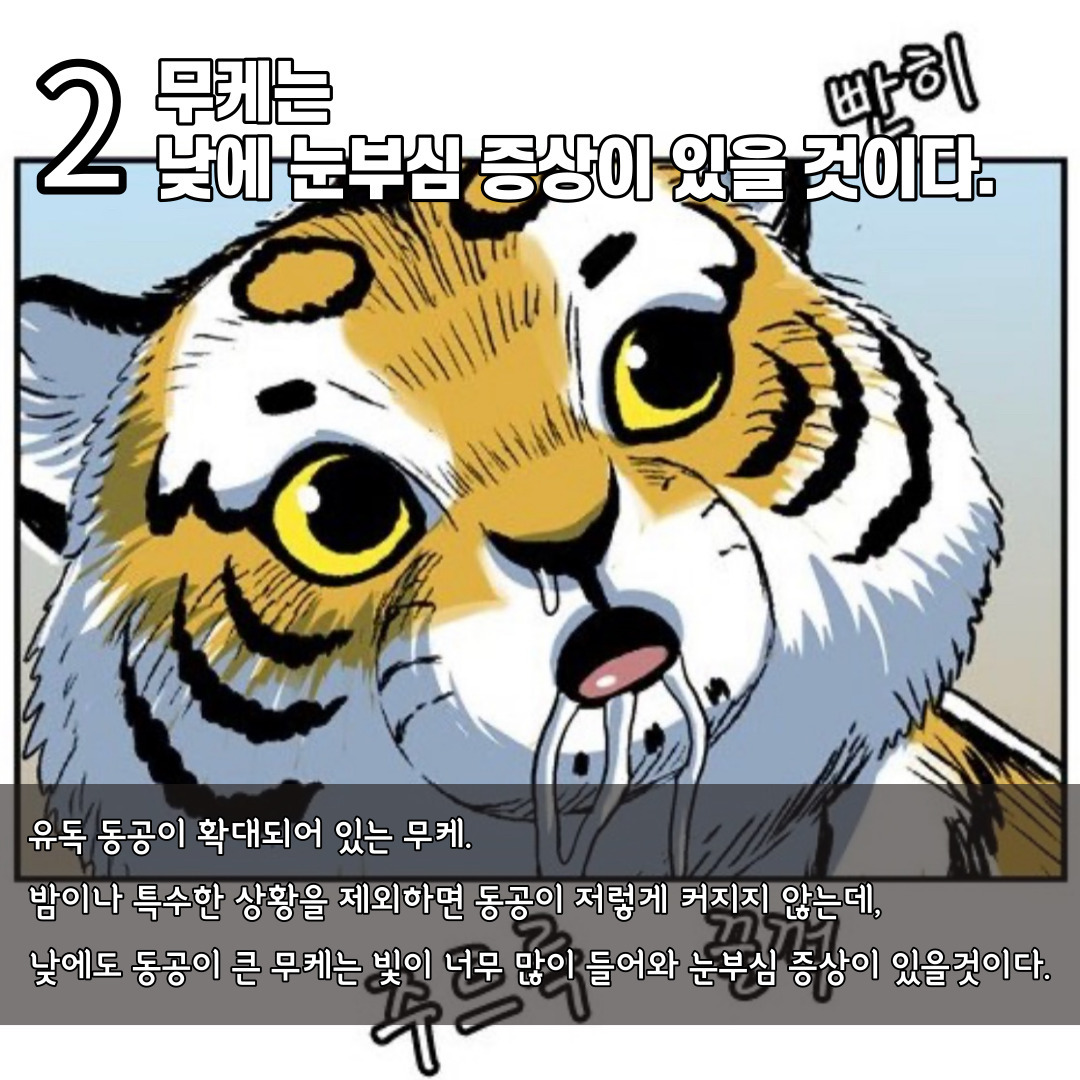 빤히
2
무케는
낮에 눈부심 증상이 있을 것이다.
유독 동공이 확대되어 있는 무케.
밤이나 특수한 상황을 제외하면 동공이 저렇게 커지지 않는데,
낮에도 동공이 큰 무케는 빛이 너무 많이 들어와 눈부심 증상이 있을것이다.
주르륵